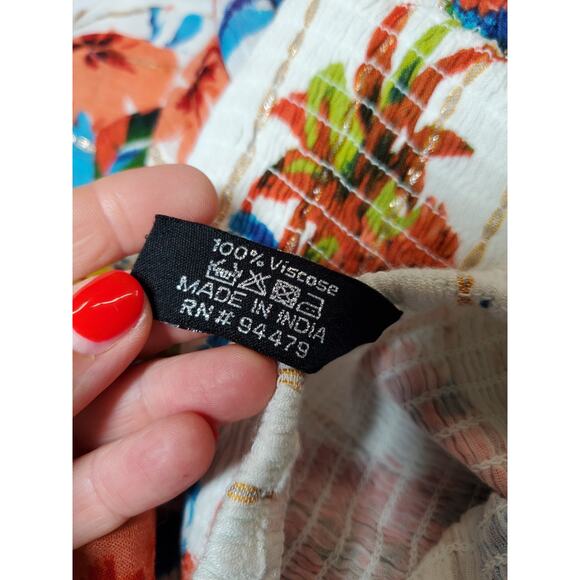 100% Viscose
MADE IN INDIA
RN# 94479